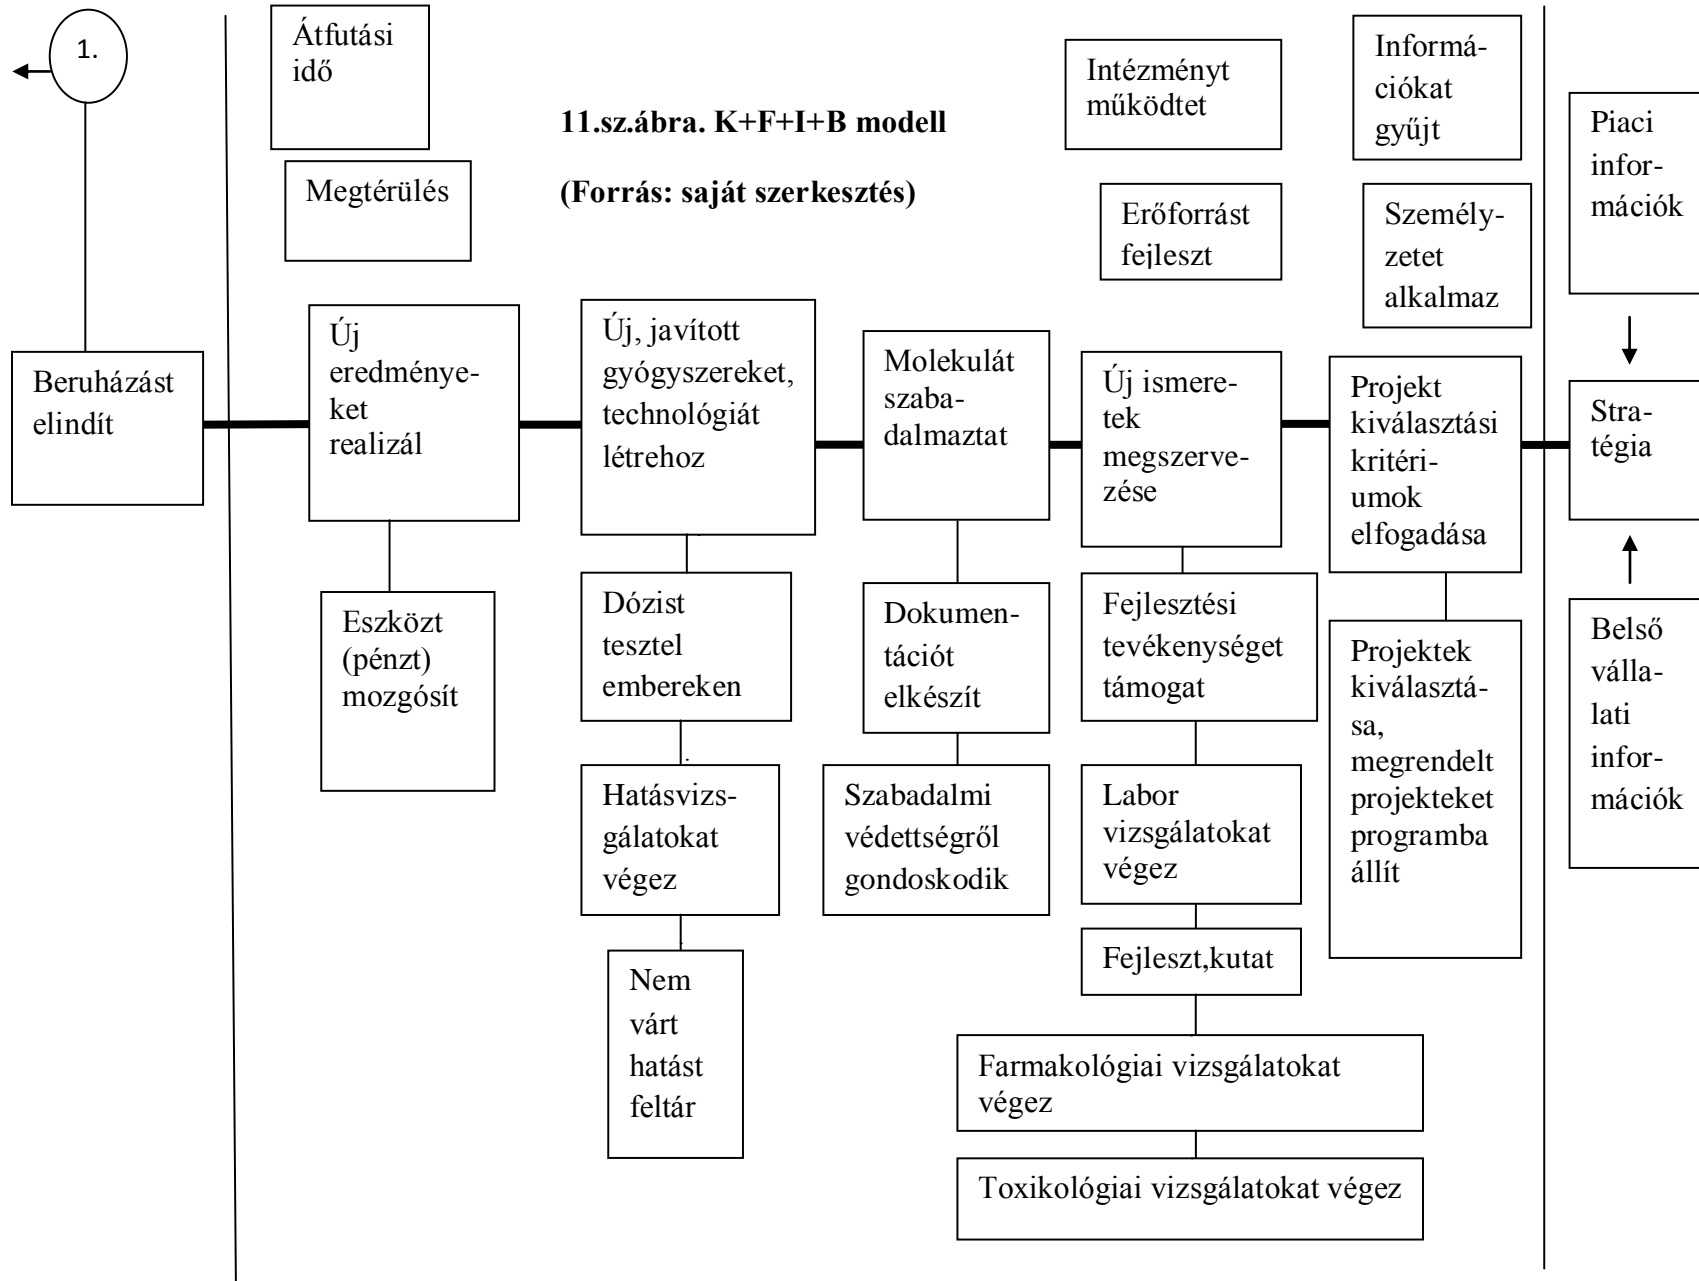 1.
Átfutási
idő
Megtérülés
11.sz.ábra. K+F+I+B modell
(Forrás: saját szerkesztés)
Intézményt
működtet
Erőforrást
fejleszt
Informá-
ciókat
gyűjt
Személy-
zetet
alkalmaz
Piaci
infor-
mációk
Beruházást
elindít
Új
eredménye-
ket
realizál
Új, javított
gyógyszereket,
technológiát
létrehoz
Molekulát
szaba-
dalmaztat
Új ismere-
tek
megszerve-
zése
Projekt
kiválasztási
kritéri-
umok
elfogadása
Stra-
tégia
Eszközt
(pénzt)
mozgósít
Dózist
tesztel
embereken
Hatásvizs-
gálatokat
végez
Nem
várt
hatást
feltár
Dokumen-
tációt
elkészít
Szabadalmi
védettségről
gondoskodik
Fejlesztési
tevékenységet
támogat
Labor
vizsgálatokat
végez
Fejleszt,kutat
Farmakológiai vizsgálatokat
végez
Toxikológiai vizsgálatokat végez
Projektek
kiválasztá-
sa,
megrendelt
projekteket
programba
állít
Belső
válla-
lati
infor-
mációk